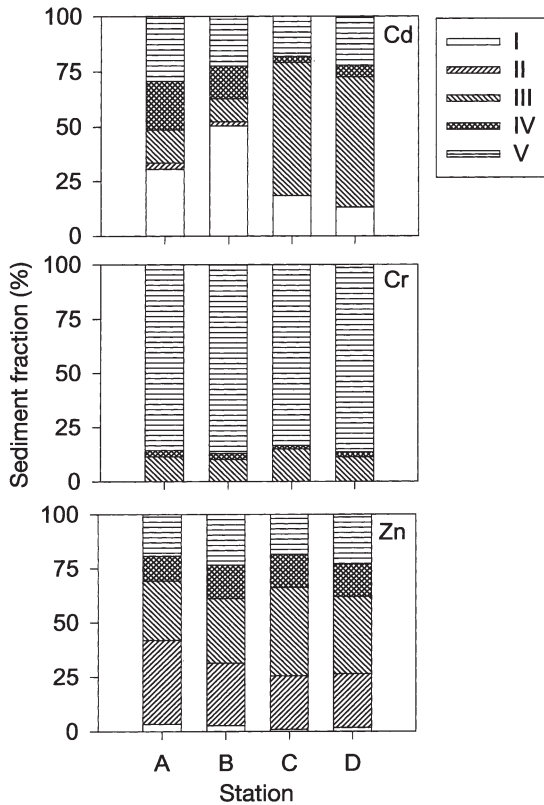 100
75
50
25
0
Cd
I
II
III
IV
V
Sediment fraction (%)
100
75
50
25
0
Cr
100
75
50
25
0
Zn
A B C D
Station